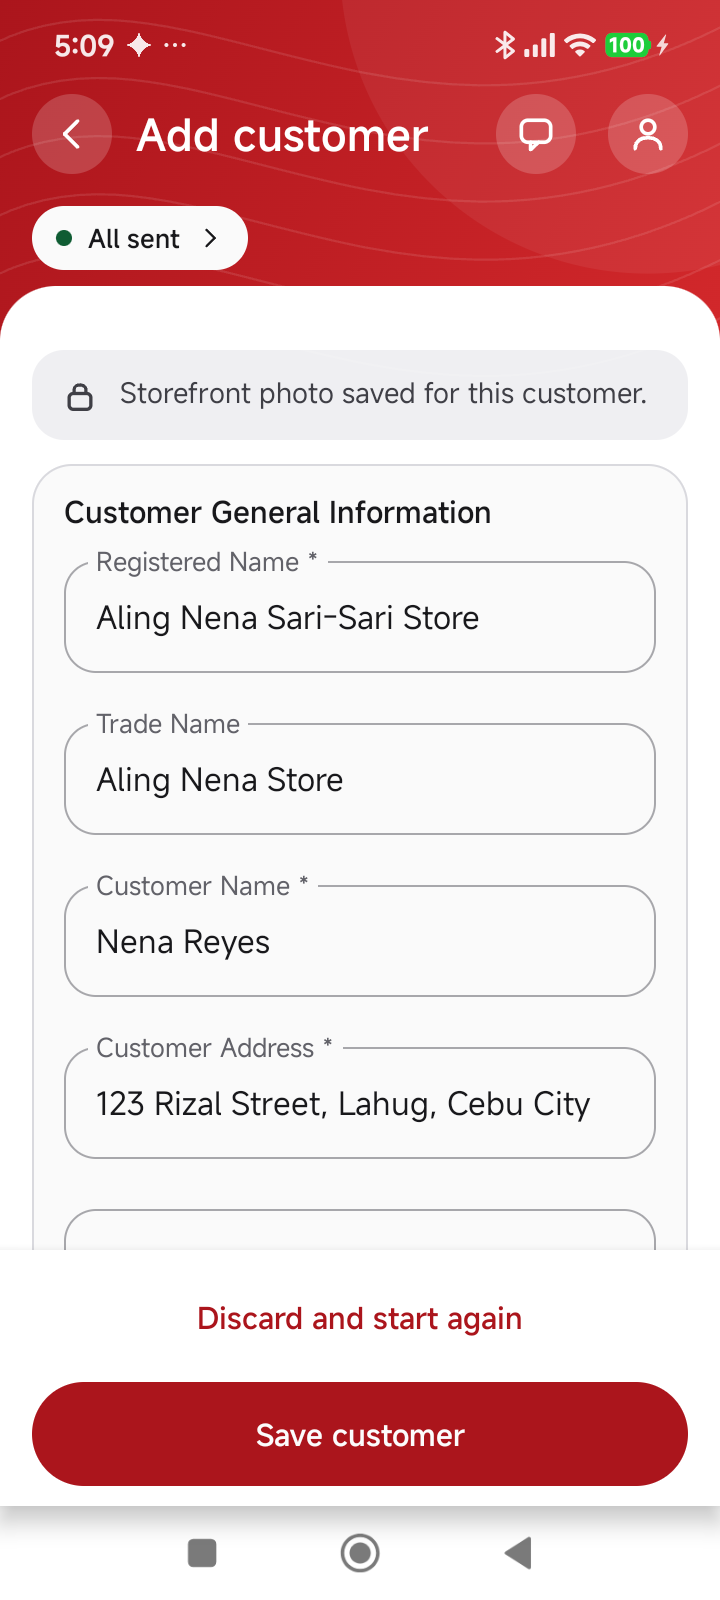 5:09
100
Add customer
All sent
Storefront photo saved for this customer.
Customer General Information
Registered Name *
Aling Nena Sari-Sari Store
Trade Name
Aling Nena Store
Customer Name *
Nena Reyes
Customer Address *
123 Rizal Street, Lahug, Cebu City
Discard and start again
Save customer